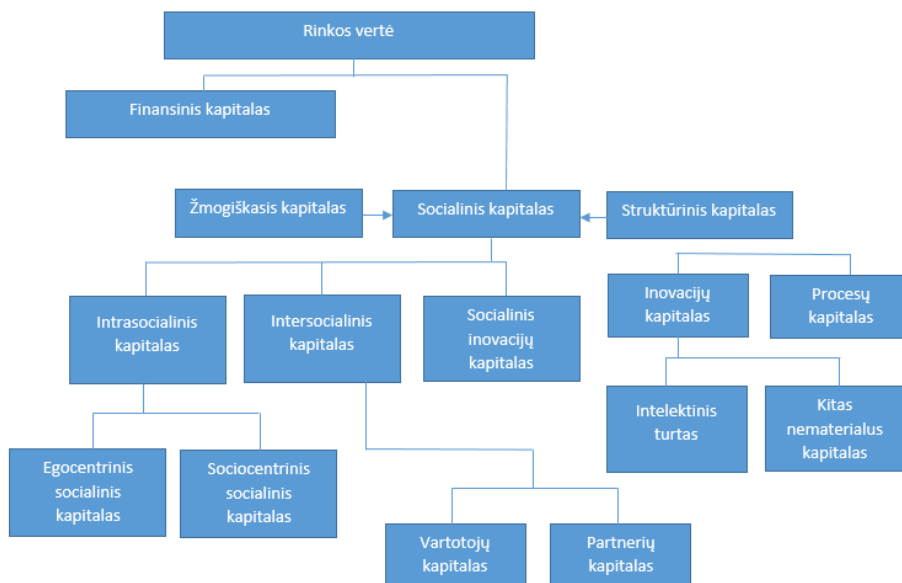 Rinkos vertė
Finansinis kapitalas
Žmogiškasis kapitalas
Socialinis kapitalas
Struktūrinis kapitalas
Intrasocialinis
kapitalas
Intersocialinis
kapitalas
Socialinis
inovacijų
kapitalas
Inovacijų
kapitalas
Procesų
kapitalas
Intelektinis
turtas
Kitas
nematerialus
kapitalas
Egocentrinis
socialinis
kapitalas
Sociocentrinis
socialinis
kapitalas
Vartotojų
kapitalas
Partnerių
kapitalas